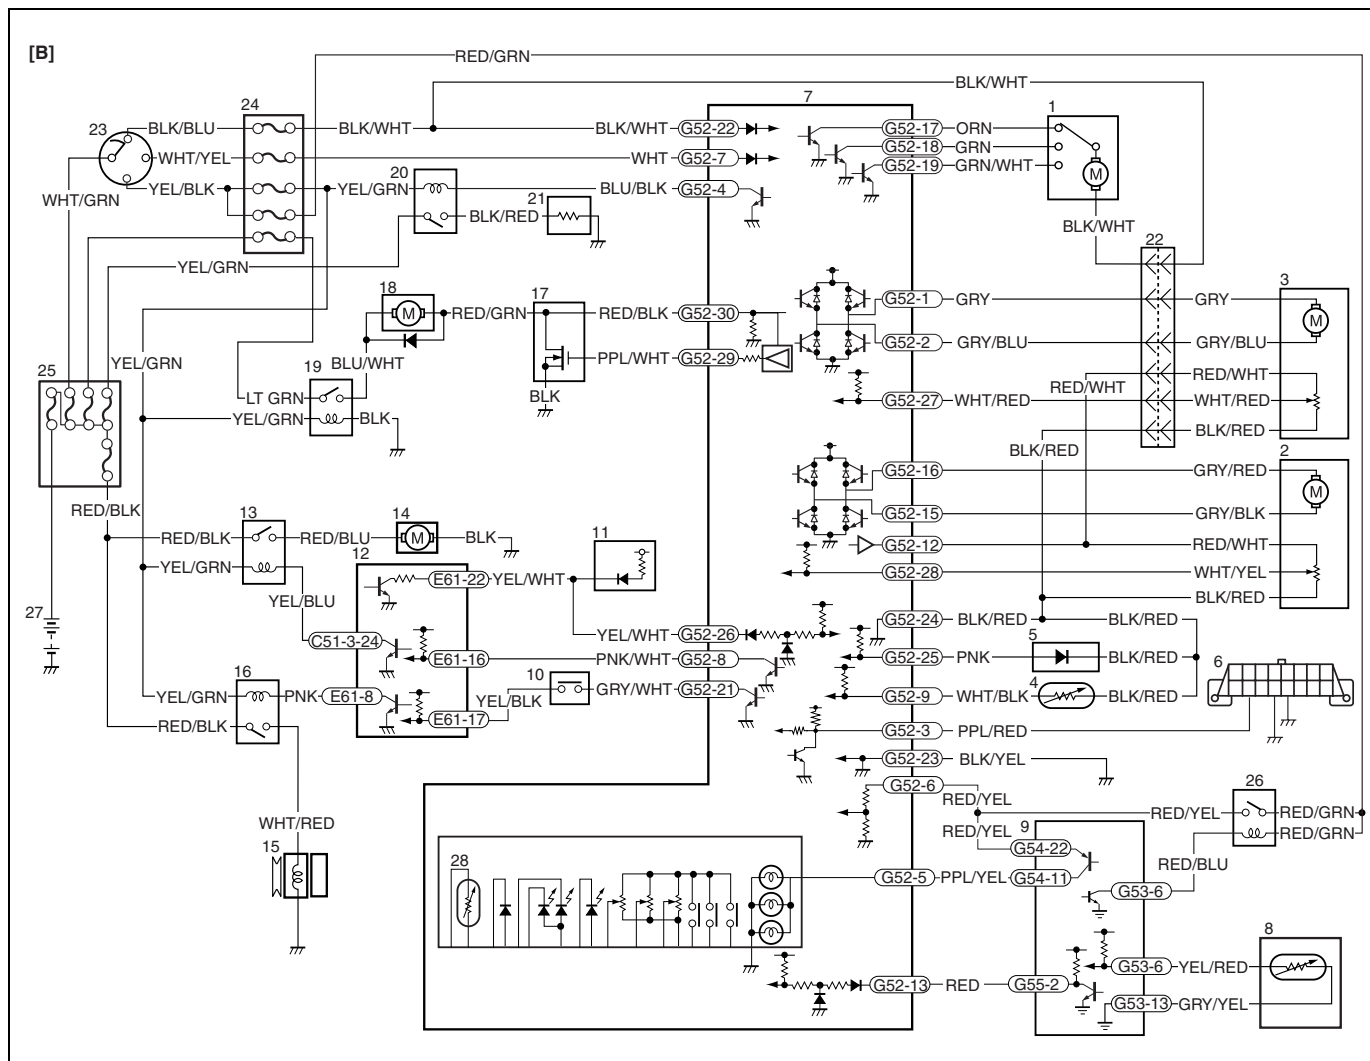 [B]
RED/GRN
BLK/WHT
24
7
1
23
BLK/BLU
BLK/WHT
BLK/WHT
G52-22
G52-17
ORN
WHT/YEL
WHT
G52-7
G52-18
GRN
G52-19
GRN/WHT
M
20
YEL/BLK
YEL/GRN
BLU/BLK
G52-4
WHT/GRN
21
BLK/RED
BLK/WHT
22
YEL/GRN
18
17
3
M
RED/GRN
RED/BLK
G52-30
G52-1
GRY
GRY
M
G52-2
GRY/BLU
GRY/BLU
YEL/GRN
BLU/WHT
PPL/WHT
G52-29
25
19
RED/WHT
RED/WHT
LT GRN
BLK
G52-27
WHT/RED
WHT/RED
YEL/GRN
BLK
BLK/RED
BLK/RED
2
G52-16
GRY/RED
M
RED/BLK
G52-15
GRY/BLK
13
14
11
RED/BLK
RED/BLU
M
BLK
G52-12
RED/WHT
12
YEL/GRN
E61-22
YEL/WHT
G52-28
WHT/YEL
YEL/BLU
BLK/RED
27
C51-3-24
YEL/WHT
G52-26
G52-24
BLK/RED
BLK/RED
5
E61-16
PNK/WHT
G52-8
G52-25
PNK
BLK/RED
6
16
10
4
YEL/GRN
PNK
E61-8
YEL/BLK
GRY/WHT
G52-21
G52-9
WHT/BLK
BLK/RED
RED/BLK
E61-17
G52-3
PPL/RED
G52-23
BLK/YEL
G52-6
26
RED/YEL
RED/YEL
RED/GRN
WHT/RED
RED/YEL
9
RED/GRN
15
G54-22
RED/BLU
28
G52-5
PPL/YEL
G54-11
G53-6
8
G53-6
YEL/RED
G52-13
RED
G55-2
G53-13
GRY/YEL